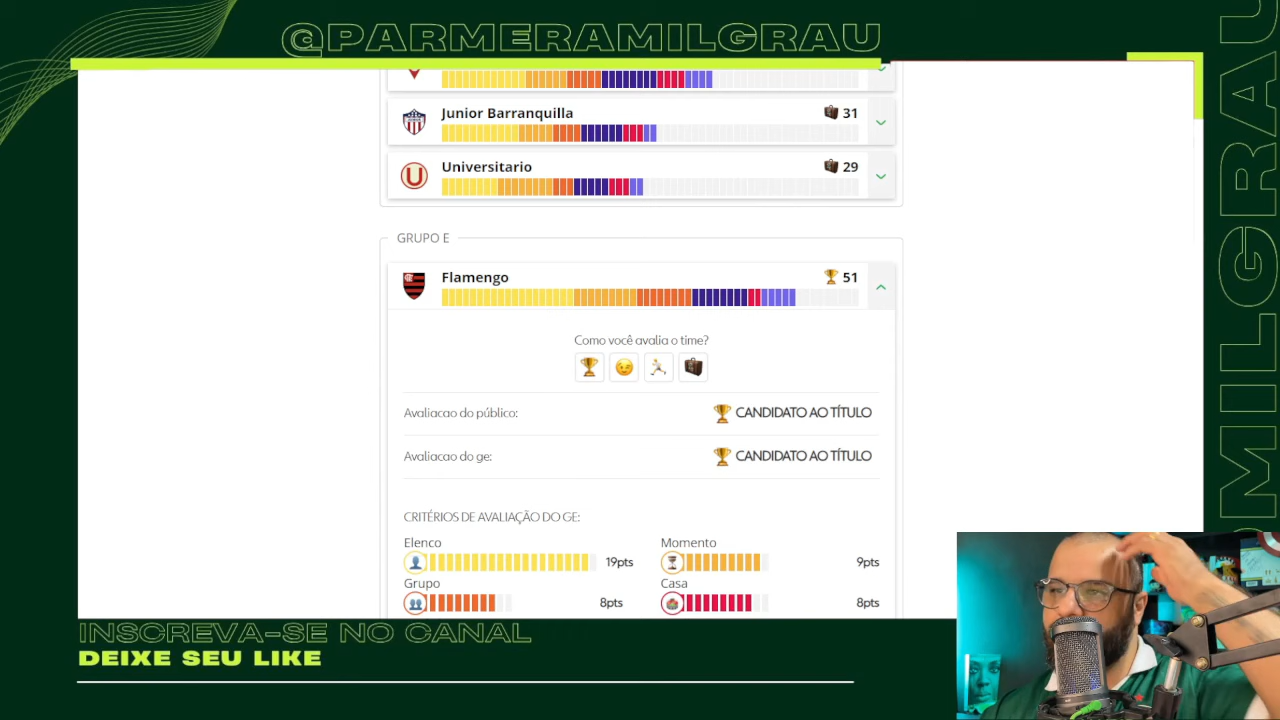 @PARMERAMILGRAU
Junior Barranquilla 31
Universitario 29
GRUPO E
Flamengo 51
Como você avalia o time?
Avaliacao do público: CANDIDATO AO TÍTULO
Avaliacao do ge: CANDIDATO AO TÍTULO
CRITÉRIOS DE AVALIAÇÃO DO GE:
Elenco
19pts
Momento
9pts
Grupo
8pts
Casa
8pts
INSCREVA-SE NO CANAL
DEIXE SEU LIKE
OMILGRAU